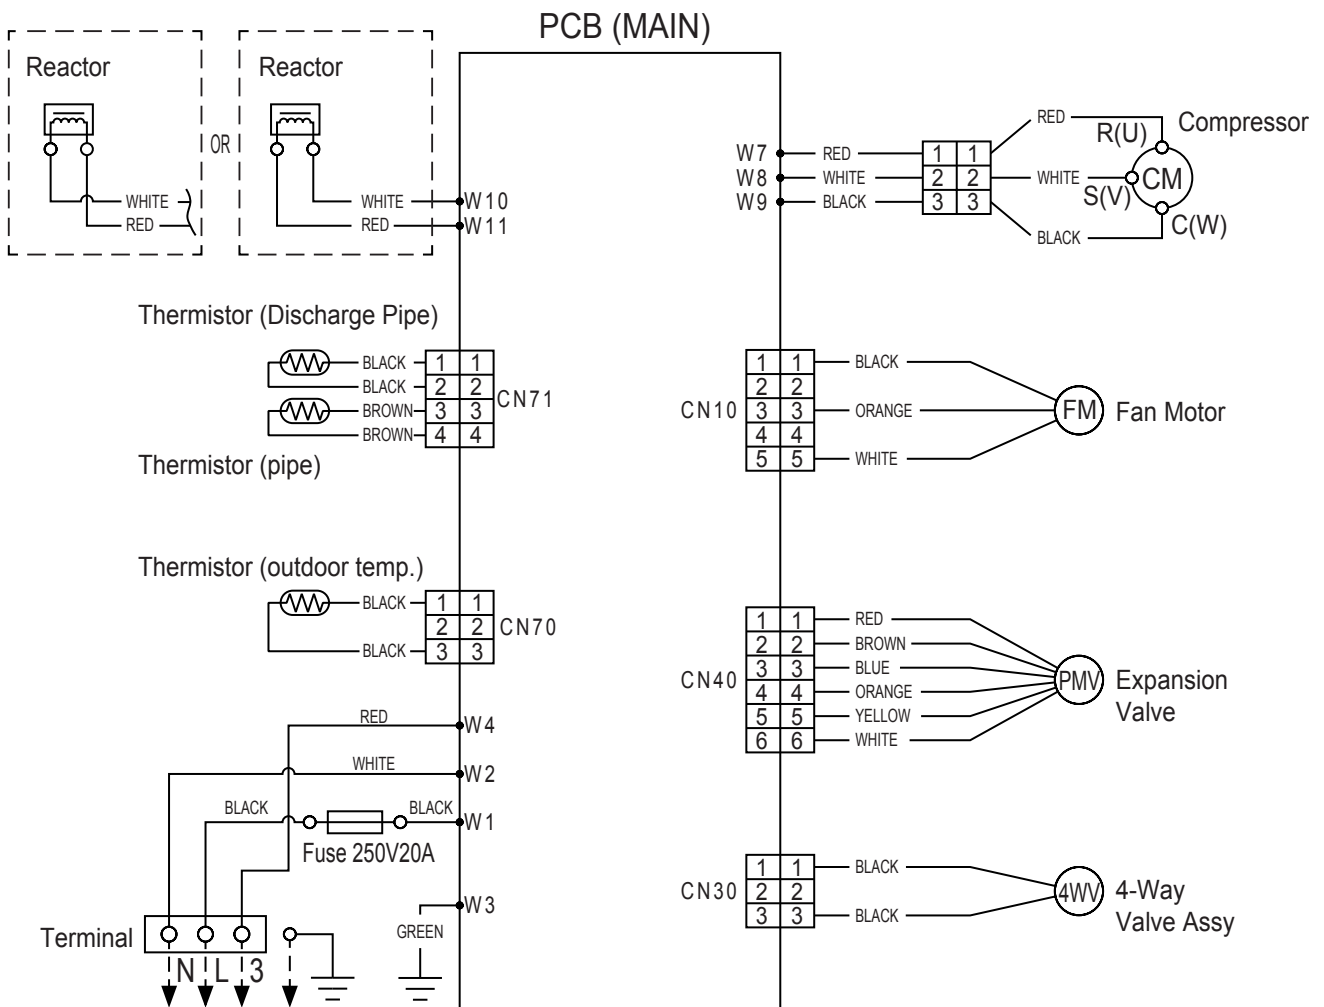 PCB (MAIN)
Reactor
WHITE
RED
OR
Reactor
WHITE
RED
W10
W11
W7
W8
W9
RED
WHITE
BLACK
1 1
2 2
3 3
RED
WHITE
BLACK
R(U)
S(V)
C(W)
CM
Compressor
Thermistor (Discharge Pipe)
BLACK 1 1
BLACK 2 2
BROWN 3 3
BROWN 4 4
CN71
Thermistor (pipe)
CN10
1 1 BLACK
2 2
3 3 ORANGE
4 4
5 5 WHITE
FM
Fan Motor
Thermistor (outdoor temp.)
BLACK 1 1
2 2
BLACK 3 3
CN70
CN40
1 1 RED
2 2 BROWN
3 3 BLUE
4 4 ORANGE
5 5 YELLOW
6 6 WHITE
PMV
Expansion
Valve
RED W4
WHITE W2
BLACK BLACK W1
Fuse 250V20A
W3
GREEN
Terminal
N L 3
CN30
1 1 BLACK
2 2
3 3 BLACK
4WV
4-Way
Valve Assy